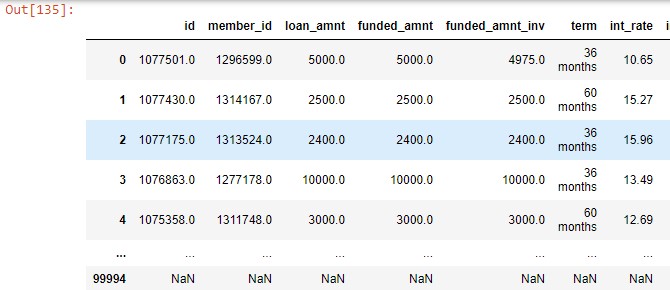 Out[135]:
id member_id loan_amnt funded_amnt funded_amnt_inv term int_rate i
0 1077501.0 1296599.0 5000.0 5000.0 4975.0 36 months 10.65
1 1077430.0 1314167.0 2500.0 2500.0 2500.0 60 months 15.27
2 1077175.0 1313524.0 2400.0 2400.0 2400.0 36 months 15.96
3 1076863.0 1277178.0 10000.0 10000.0 10000.0 36 months 13.49
4 1075358.0 1311748.0 3000.0 3000.0 3000.0 60 months 12.69
... ... ... ... ... ... ... ...
99994 NaN NaN NaN NaN NaN NaN NaN